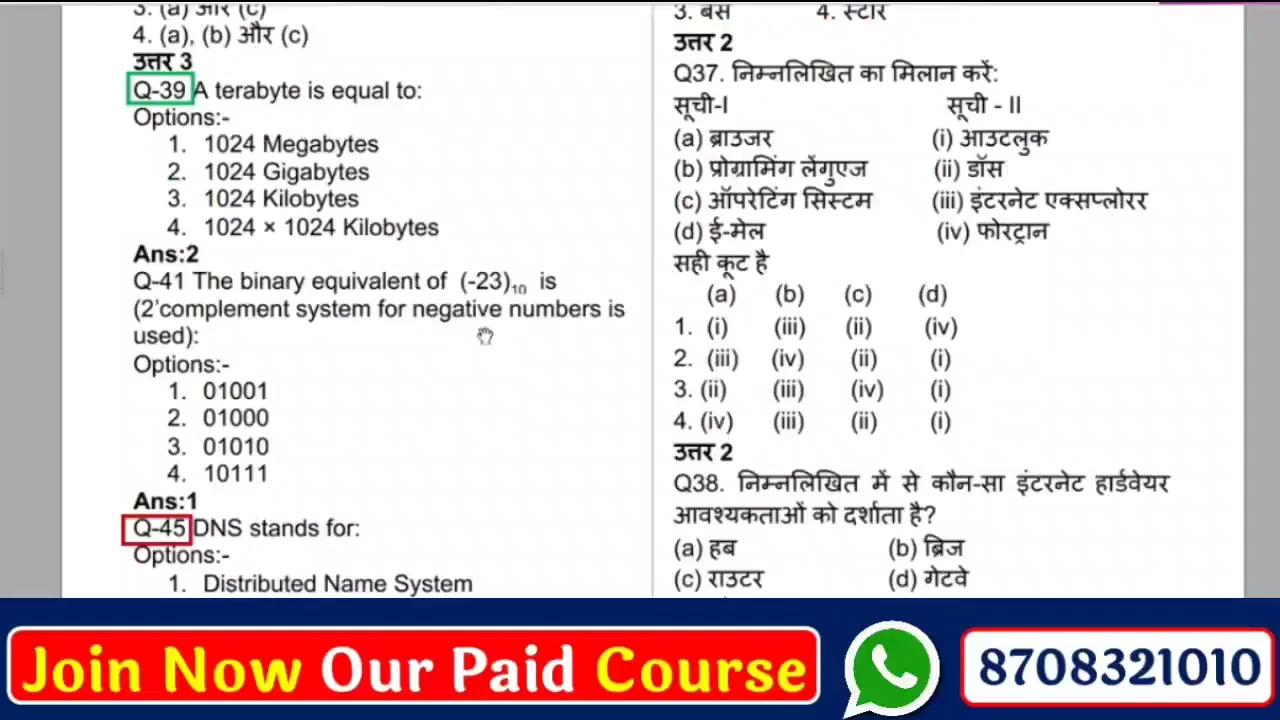 3. (a) और (c)
4. (a), (b) और (c)
उत्तर 3
Q-39 A terabyte is equal to:
Options:-
1. 1024 Megabytes
2. 1024 Gigabytes
3. 1024 Kilobytes
4. 1024 × 1024 Kilobytes
Ans:2
Q-41 The binary equivalent of (-23)₁₀ is
(2'complement system for negative numbers is
used):
Options:-
1. 01001
2. 01000
3. 01010
4. 10111
Ans:1
Q-45 DNS stands for:
Options:-
1. Distributed Name System
3. बस 4. स्टार
उत्तर 2
Q37. निम्नलिखित का मिलान करें:
सूची-I सूची - II
(a) ब्राउजर (i) आउटलुक
(b) प्रोग्रामिंग लेंगुएज (ii) डॉस
(c) ऑपरेटिंग सिस्टम (iii) इंटरनेट एक्सप्लोरर
(d) ई-मेल (iv) फोरट्रान
सही कूट है
(a) (b) (c) (d)
1. (i) (iii) (ii) (iv)
2. (iii) (iv) (ii) (i)
3. (ii) (iii) (iv) (i)
4. (iv) (iii) (ii) (i)
उत्तर 2
Q38. निम्नलिखित में से कौन-सा इंटरनेट हार्डवेयर
आवश्यकताओं को दर्शाता है?
(a) हब (b) ब्रिज
(c) राउटर (d) गेटवे
Join Now Our Paid Course 8708321010